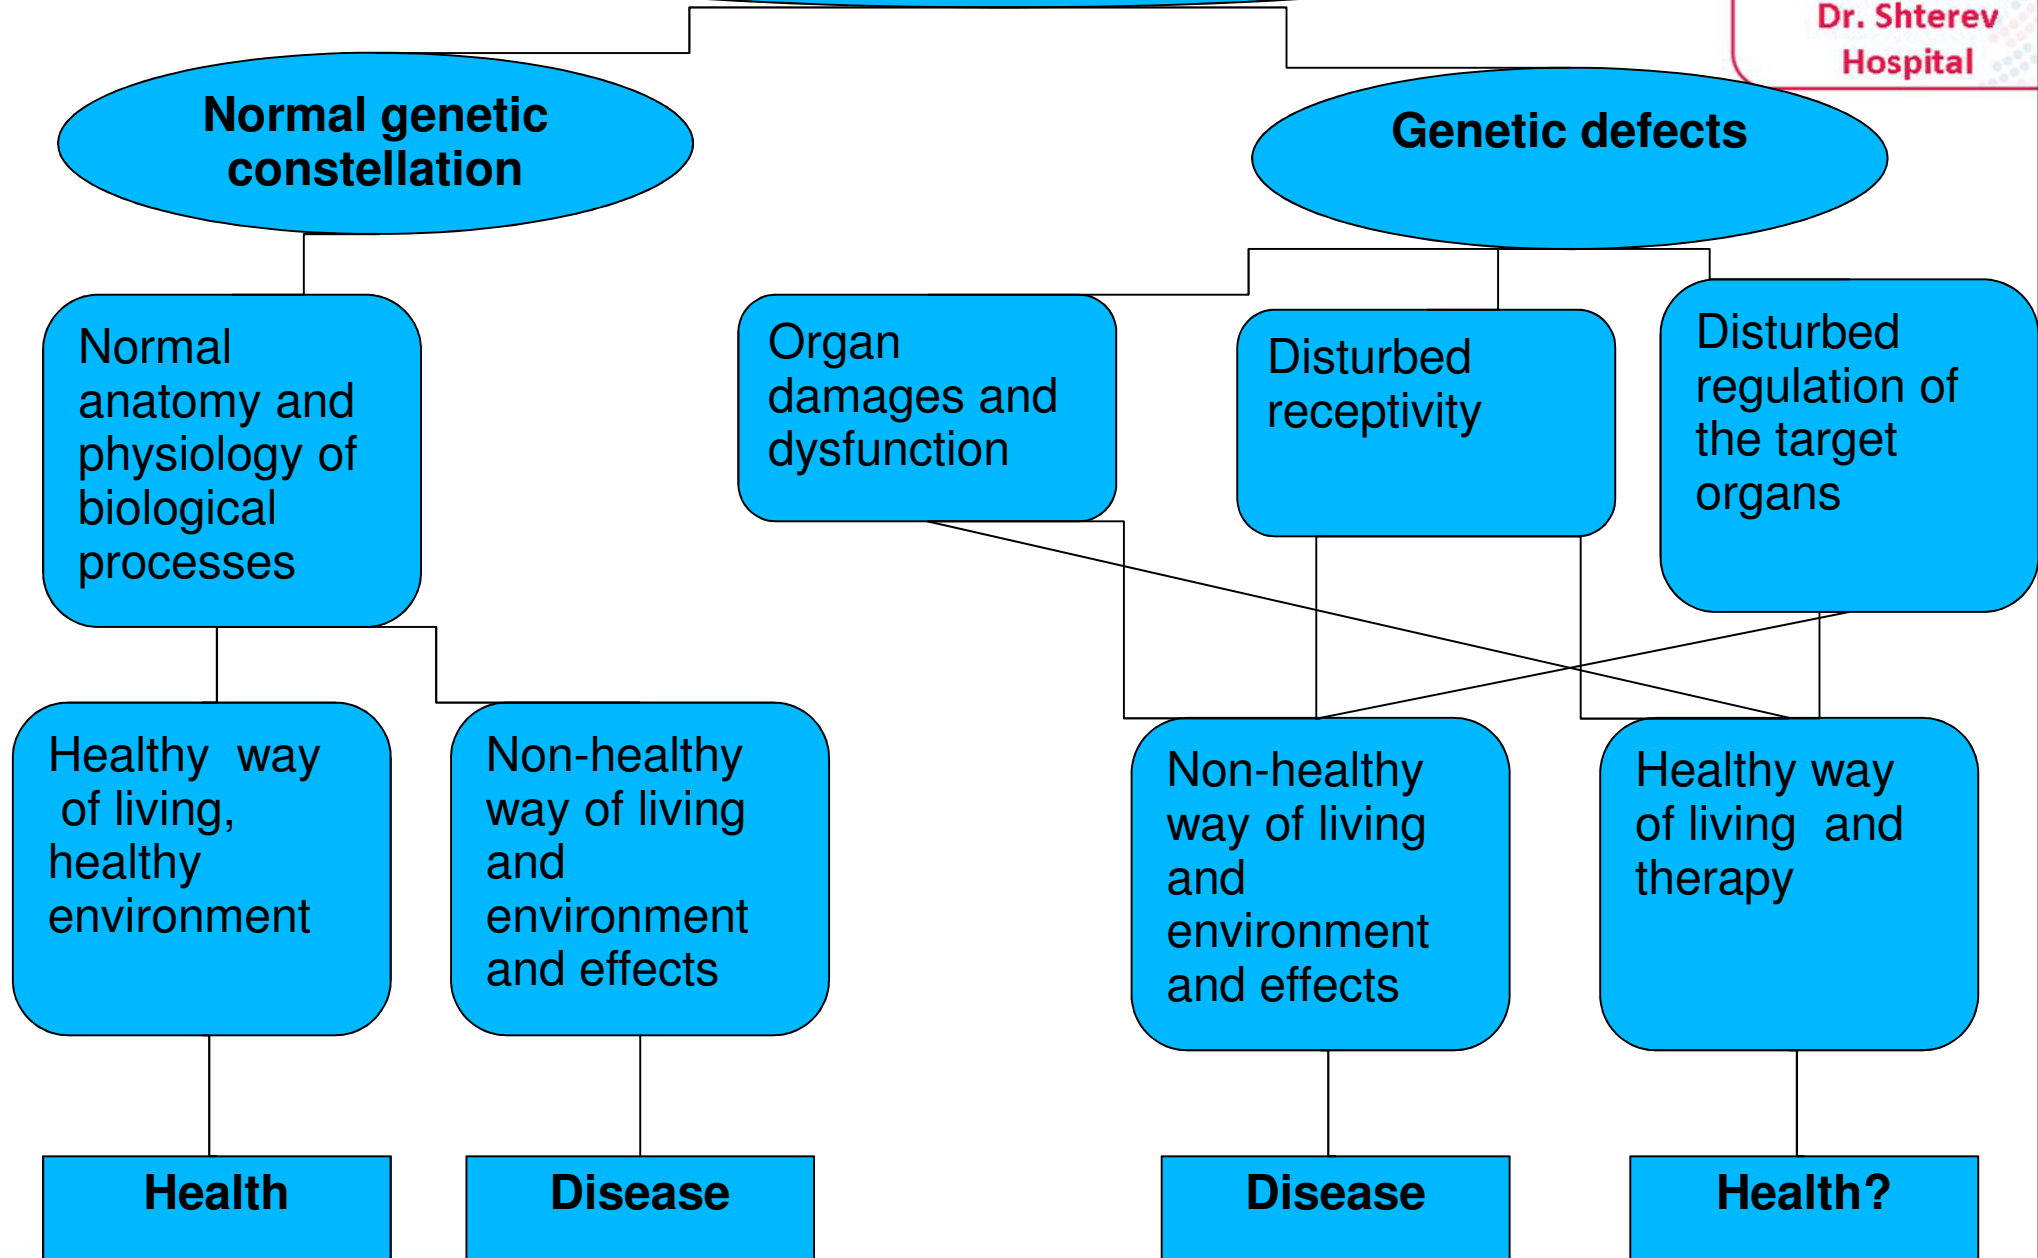 Dr. Shterev
Hospital
Normal genetic
constellation
Genetic defects
Normal
anatomy and
physiology of
biological
processes
Organ
damages and
dysfunction
Disturbed
receptivity
Disturbed
regulation of
the target
organs
Healthy  way
of living,
healthy
environment
Non-healthy
way of living
and
environment
and effects
Non-healthy
way of living
and
environment
and effects
Healthy way
of living  and
therapy
Health
Disease
Disease
Health?